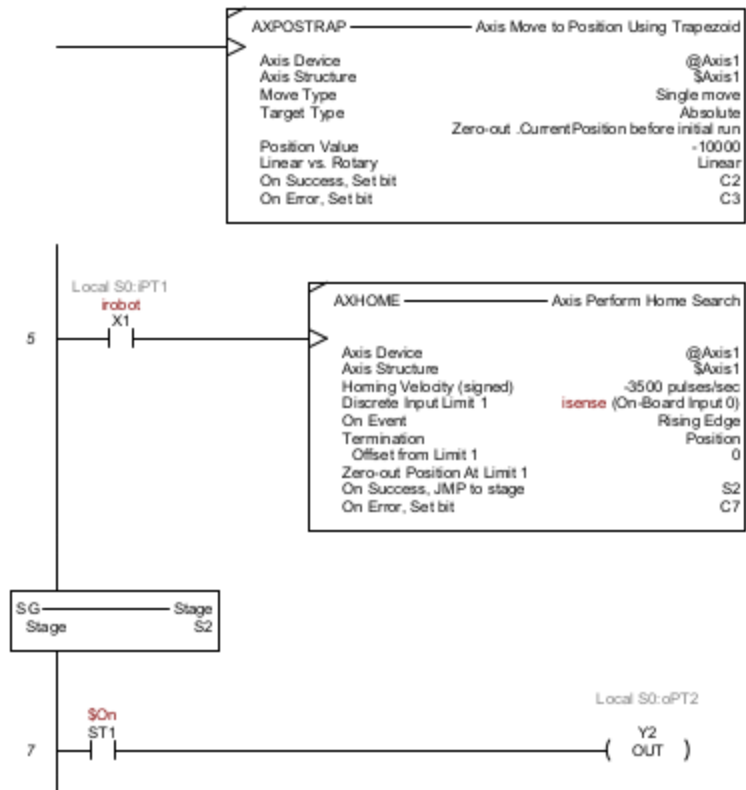 AXPOSTRAP Axis Move to Position Using Trapezoid
Axis Device @Axis1
Axis Structure $Axis1
Move Type Single move
Target Type Absolute
Zero-out .CurrentPosition before initial run
Position Value -10000
Linear vs. Rotary Linear
On Success, Set bit C2
On Error, Set bit C3
Local S0:iPT1
irobot
X1
5
AXHOME Axis Perform Home Search
Axis Device @Axis1
Axis Structure $Axis1
Homing Velocity (signed) -3500 pulses/sec
Discrete Input Limit 1 isense (On-Board Input 0)
On Event Rising Edge
Termination Position
Offset from Limit 1 0
Zero-out Position At Limit 1
On Success, JMP to stage S2
On Error, Set bit C7
SG Stage
Stage S2
Local S0:oPT2
$On
ST1
Y2
7
OUT